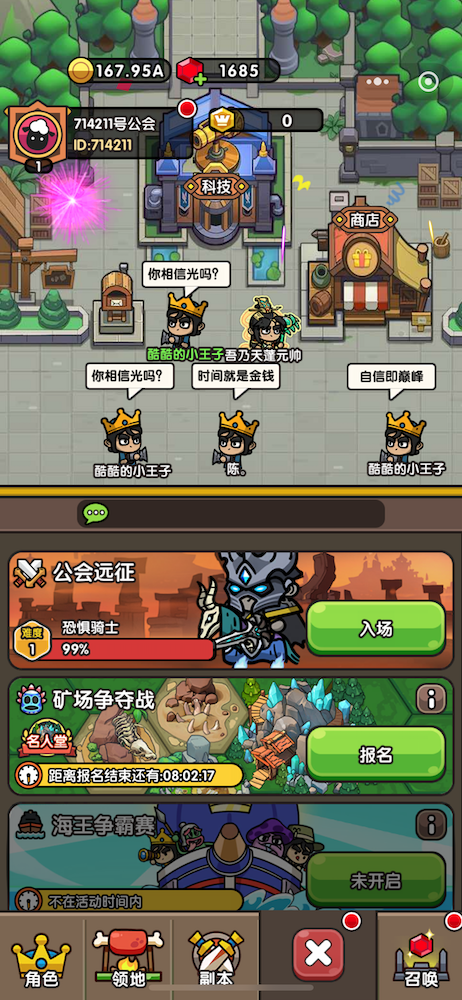 167.95A
1685
714211号公会
ID:714211
1
0
科技
商店
你相信光吗?
酷酷的小王子
吾乃天蓬元帅
你相信光吗?
时间就是金钱
自信即巅峰
酷酷的小王子
陈。
酷酷的小王子
公会远征
难度
1
恐惧骑士
99%
入场
矿场争夺战
名人堂
报名
距离报名结束还有:08:02:17
海王争霸赛
未开启
不在活动时间内
角色
领地
副本
召唤